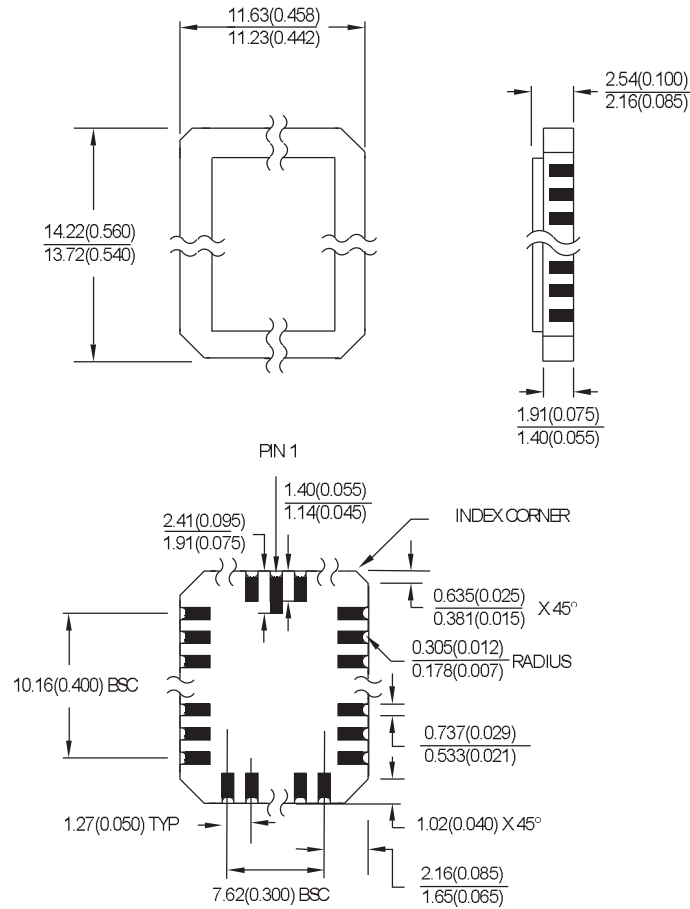 11.63(0.458)
11.23(0.442)
2.54(0.100)
2.16(0.085)
14.22(0.560)
13.72(0.540)
1.91(0.075)
1.40(0.055)
PIN 1
1.40(0.055)
1.14(0.045)
2.41(0.095)
1.91(0.075)
INDEX CORNER
0.635(0.025)
0.381(0.015)
X 45°
0.305(0.012)
0.178(0.007)
RADIUS
10.16(0.400) BSC
0.737(0.029)
0.533(0.021)
1.27(0.050) TYP
1.02(0.040) X 45°
7.62(0.300) BSC
2.16(0.085)
1.65(0.065)